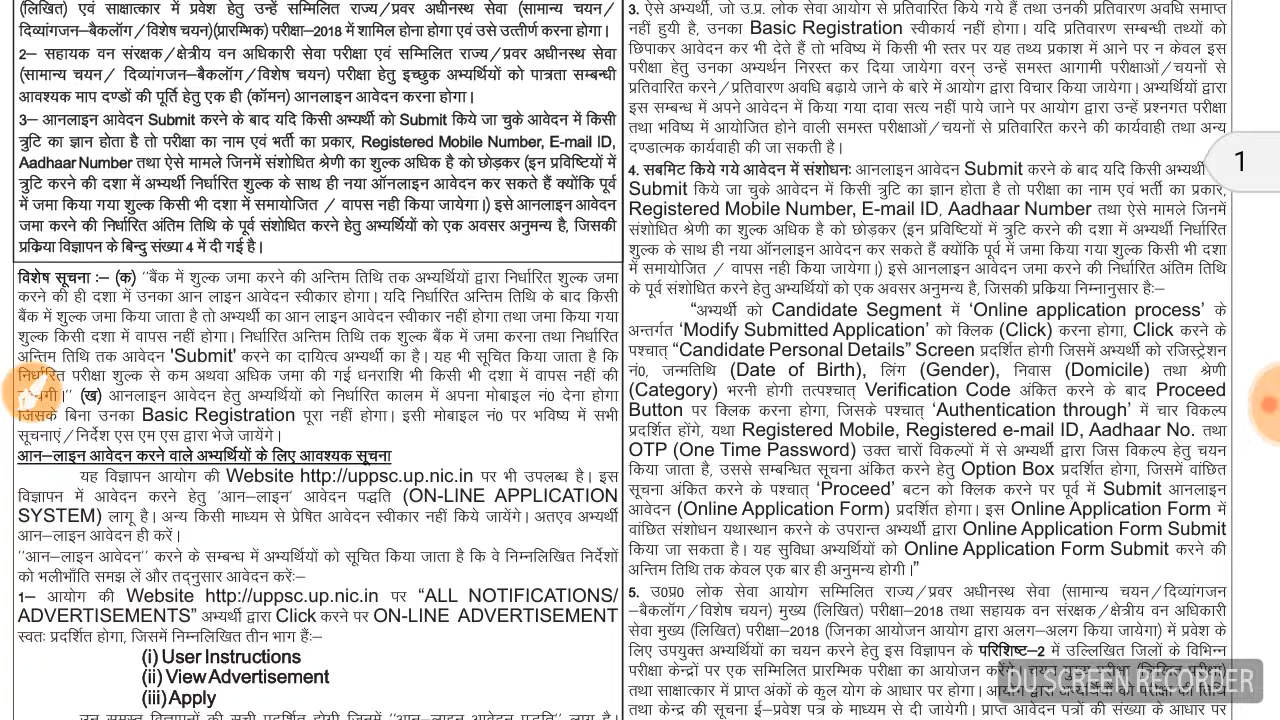 (लिखित) एवं साक्षात्कार में प्रवेश हेतु उन्हें सम्मिलित राज्य/प्रवर अधीनस्थ सेवा (सामान्य चयन/
दिव्यांगजन–बैकलॉग/विशेष चयन)(प्रारम्भिक) परीक्षा–2018 में शामिल होना होगा एवं उसे उत्तीर्ण करना होगा।
2– सहायक वन संरक्षक/क्षेत्रीय वन अधिकारी सेवा परीक्षा एवं सम्मिलित राज्य/प्रवर अधीनस्थ सेवा
(सामान्य चयन/ दिव्यांगजन–बैकलॉग/विशेष चयन) परीक्षा हेतु इच्छुक अभ्यर्थियों को पात्रता सम्बन्धी
आवश्यक माप दण्डों की पूर्ति हेतु एक ही (कॉमन) आनलाइन आवेदन करना होगा।
3– आनलाइन आवेदन Submit करने के बाद यदि किसी अभ्यर्थी को Submit किये जा चुके आवेदन में किसी
त्रुटि का ज्ञान होता है तो परीक्षा का नाम एवं भर्ती का प्रकार, Registered Mobile Number, E-mail ID,
Aadhaar Number तथा ऐसे मामले जिनमें संशोधित श्रेणी का शुल्क अधिक है को छोड़कर (इन प्रविष्टियों में
त्रुटि करने की दशा में अभ्यर्थी निर्धारित शुल्क के साथ ही नया ऑनलाइन आवेदन कर सकते हैं क्योंकि पूर्व
में जमा किया गया शुल्क किसी भी दशा में समायोजित / वापस नही किया जायेगा।) इसे आनलाइन आवेदन
जमा करने की निर्धारित अंतिम तिथि के पूर्व संशोधित करने हेतु अभ्यर्थियों को एक अवसर अनुमन्य है, जिसकी
प्रक्रिया विज्ञापन के बिन्दु संख्या 4 में दी गई है।
विशेष सूचना :– (क) ''बैंक में शुल्क जमा करने की अन्तिम तिथि तक अभ्यर्थियों द्वारा निर्धारित शुल्क जमा
करने की ही दशा में उनका आन लाइन आवेदन स्वीकार होगा। यदि निर्धारित अन्तिम तिथि के बाद किसी
बैंक में शुल्क जमा किया जाता है तो अभ्यर्थी का आन लाइन आवेदन स्वीकार नहीं होगा तथा जमा किया गया
शुल्क किसी दशा में वापस नहीं होगा। निर्धारित अन्तिम तिथि तक शुल्क बैंक में जमा करना तथा निर्धारित
अन्तिम तिथि तक आवेदन 'Submit' करने का दायित्व अभ्यर्थी का है। यह भी सूचित किया जाता है कि
निर्धारित परीक्षा शुल्क से कम अथवा अधिक जमा की गई धनराशि भी किसी भी दशा में वापस नहीं की
(ख) आनलाइन आवेदन हेतु अभ्यर्थियों को निर्धारित कालम में अपना मोबाइल नं0 देना होगा
जिसके बिना उनका Basic Registration पूरा नहीं होगा। इसी मोबाइल नं0 पर भविष्य में सभी
सूचनाएं/निर्देश एस एम एस द्वारा भेजे जायेंगे।
आन–लाइन आवेदन करने वाले अभ्यर्थियों के लिए आवश्यक सूचना
यह विज्ञापन आयोग की Website http://uppsc.up.nic.in पर भी उपलब्ध है। इस
विज्ञापन में आवेदन करने हेतु 'आन–लाइन' आवेदन पद्धति (ON-LINE APPLICATION
SYSTEM) लागू है। अन्य किसी माध्यम से प्रेषित आवेदन स्वीकार नहीं किये जायेंगे। अतएव अभ्यर्थी
आन–लाइन आवेदन ही करें।
''आन–लाइन आवेदन'' करने के सम्बन्ध में अभ्यर्थियों को सूचित किया जाता है कि वे निम्नलिखित निर्देशों
को भलीभाँति समझ लें और तद्नुसार आवेदन करें:–
1– आयोग की Website http://uppsc.up.nic.in पर "ALL NOTIFICATIONS/
ADVERTISEMENTS" अभ्यर्थी द्वारा Click करने पर ON-LINE ADVERTISEMENT
स्वतः प्रदर्शित होगा, जिसमें निम्नलिखित तीन भाग हैं:–
(i) User Instructions
(ii) View Advertisement
(iii) Apply
उन समस्त विज्ञापनों की सूची प्रदर्शित होगी जिनमें ''आन–लाइन आवेदन पद्धति'' लागू है।
3. ऐसे अभ्यर्थी, जो उ.प्र. लोक सेवा आयोग से प्रतिवारित किये गये हैं तथा उनकी प्रतिवारण अवधि समाप्त
नहीं हुयी है, उनका Basic Registration स्वीकार्य नहीं होगा। यदि प्रतिवारण सम्बन्धी तथ्यों को
छिपाकर आवेदन कर भी देते हैं तो भविष्य में किसी भी स्तर पर यह तथ्य प्रकाश में आने पर न केवल इस
परीक्षा हेतु उनका अभ्यर्थन निरस्त कर दिया जायेगा वरन् उन्हें समस्त आगामी परीक्षाओं/चयनों से
प्रतिवारित करने/प्रतिवारण अवधि बढ़ाये जाने के बारे में आयोग द्वारा विचार किया जायेगा। अभ्यर्थियों द्वारा
इस सम्बन्ध में अपने आवेदन में किया गया दावा सत्य नहीं पाये जाने पर आयोग द्वारा उन्हें प्रश्नगत परीक्षा
तथा भविष्य में आयोजित होने वाली समस्त परीक्षाओं/चयनों से प्रतिवारित करने की कार्यवाही तथा अन्य
दण्डात्मक कार्यवाही की जा सकती है।
4. सबमिट किये गये आवेदन में संशोधनः आनलाइन आवेदन Submit करने के बाद यदि किसी अभ्यर्थी
Submit किये जा चुके आवेदन में किसी त्रुटि का ज्ञान होता है तो परीक्षा का नाम एवं भर्ती का प्रकार,
Registered Mobile Number, E-mail ID, Aadhaar Number तथा ऐसे मामले जिनमें
संशोधित श्रेणी का शुल्क अधिक है को छोड़कर (इन प्रविष्टियों में त्रुटि करने की दशा में अभ्यर्थी निर्धारित
शुल्क के साथ ही नया ऑनलाइन आवेदन कर सकते हैं क्योंकि पूर्व में जमा किया गया शुल्क किसी भी दशा
में समायोजित / वापस नही किया जायेगा।) इसे आनलाइन आवेदन जमा करने की निर्धारित अंतिम तिथि
के पूर्व संशोधित करने हेतु अभ्यर्थियों को एक अवसर अनुमन्य है, जिसकी प्रक्रिया निम्नानुसार है:–
"अभ्यर्थी को Candidate Segment में 'Online application process' के
अन्तर्गत 'Modify Submitted Application' को क्लिक (Click) करना होगा, Click करने के
पश्चात् "Candidate Personal Details" Screen प्रदर्शित होगी जिसमें अभ्यर्थी को रजिस्ट्रेशन
नं0, जन्मतिथि (Date of Birth), लिंग (Gender), निवास (Domicile) तथा श्रेणी
(Category) भरनी होगी तत्पश्चात् Verification Code अंकित करने के बाद Proceed
Button पर क्लिक करना होगा, जिसके पश्चात् 'Authentication through' में चार विकल्प
प्रदर्शित होंगे, यथा Registered Mobile, Registered e-mail ID, Aadhaar No. तथा
OTP (One Time Password) उक्त चारों विकल्पों में से अभ्यर्थी द्वारा जिस विकल्प हेतु चयन
किया जाता है, उससे सम्बन्धित सूचना अंकित करने हेतु Option Box प्रदर्शित होगा, जिसमें वांछित
सूचना अंकित करने के पश्चात् 'Proceed' बटन को क्लिक करने पर पूर्व में Submit आनलाइन
आवेदन (Online Application Form) प्रदर्शित होगा। इस Online Application Form में
वांछित संशोधन यथास्थान करने के उपरान्त अभ्यर्थी द्वारा Online Application Form Submit
किया जा सकता है। यह सुविधा अभ्यर्थियों को Online Application Form Submit करने की
अन्तिम तिथि तक केवल एक बार ही अनुमन्य होगी।"
5. उ0प्र0 लोक सेवा आयोग सम्मिलित राज्य/प्रवर अधीनस्थ सेवा (सामान्य चयन/दिव्यांगजन
–बैकलॉग/विशेष चयन) मुख्य (लिखित) परीक्षा–2018 तथा सहायक वन संरक्षक/क्षेत्रीय वन अधिकारी
सेवा मुख्य (लिखित) परीक्षा–2018 (जिनका आयोजन आयोग द्वारा अलग–अलग किया जायेगा) में प्रवेश के
लिए उपयुक्त अभ्यर्थियों का चयन करने हेतु इस विज्ञापन के परिशिष्ट–2 में उल्लिखित जिलों के विभिन्न
परीक्षा केन्द्रों पर एक सम्मिलित प्रारम्भिक परीक्षा का आयोजन
तथा साक्षात्कार में प्राप्त अंकों के कुल योग के आधार पर होगा।
तथा केन्द्र की सूचना ई–प्रवेश पत्र के माध्यम से दी जायेगी। प्राप्त आवेदन पत्रों की संख्या के आधार पर
1
DU SCREEN RECORDER